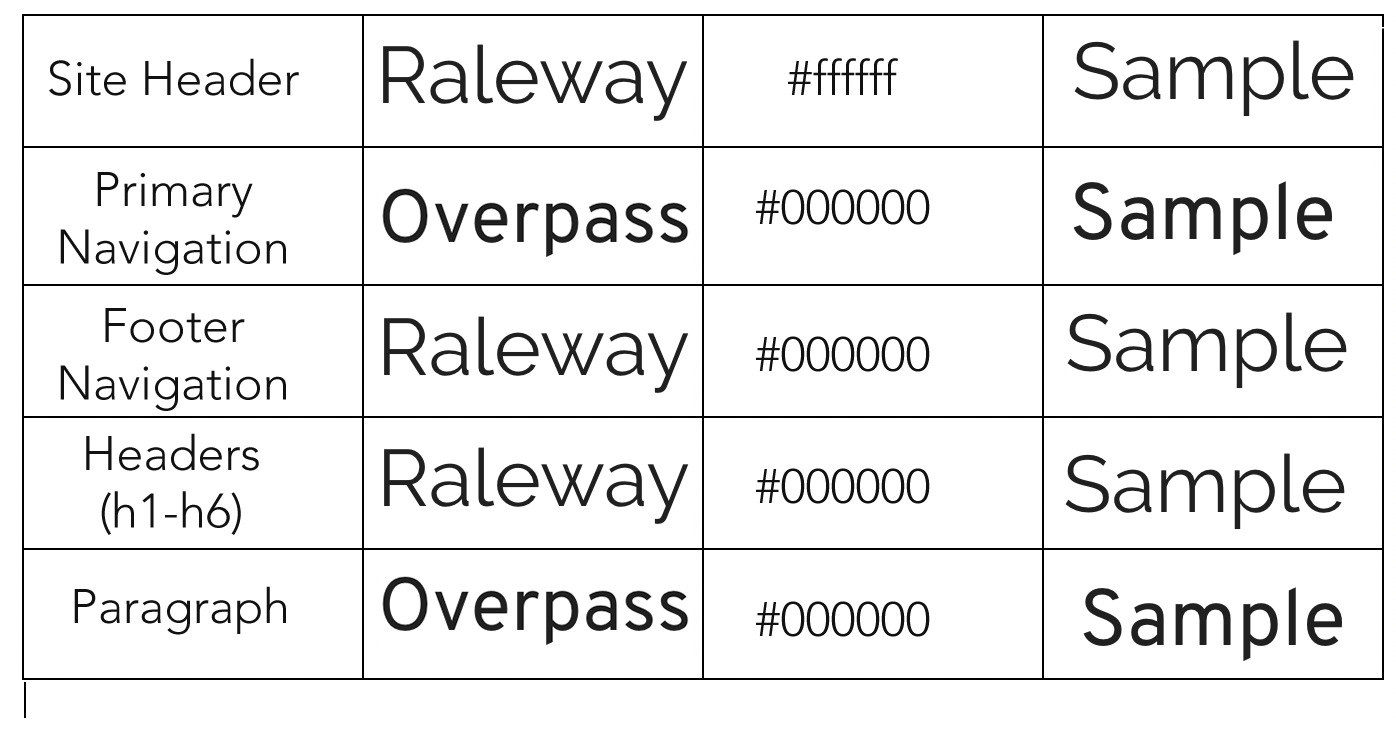 Site Header Raleway #ffffff Sample
Primary
Navigation Overpass #000000 Sample
Footer
Navigation Raleway #000000 Sample
Headers
(h1-h6) Raleway #000000 Sample
Paragraph Overpass #000000 Sample